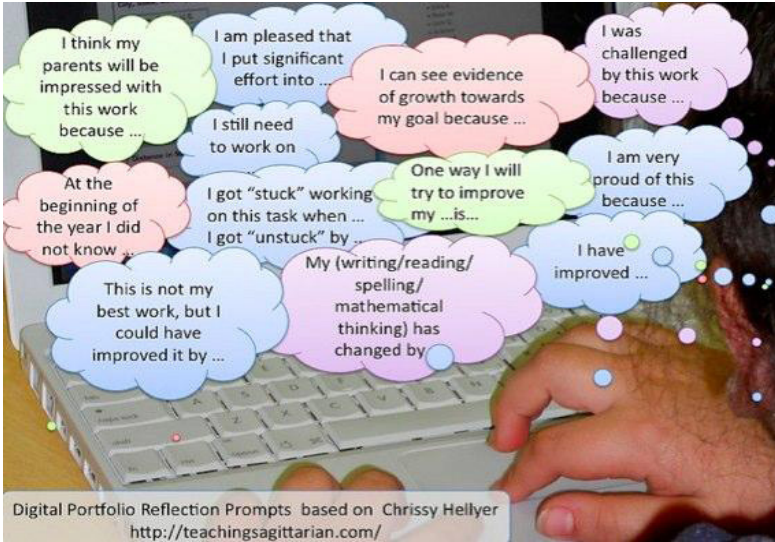 I think my
parents will be
impressed with
this work
because ...
I am pleased that
I put significant
effort into ...
I can see evidence
of growth towards
my goal because ...
I was
challenged
by this work
because ...
I still need
to work on
...
At the
beginning of
the year I did
not know ...
I got “stuck” working
on this task when ...
I got “unstuck” by ...
One way I will
try to improve
my ...is...
I am very
proud of this
because ...
This is not my
best work, but I
could have
improved it by ...
My (writing/reading/
spelling/
mathematical
thinking) has
changed by
I have
improved ...
Digital Portfolio Reflection Prompts based on Chrissy Hellyer
http://teachingsagittarian.com/